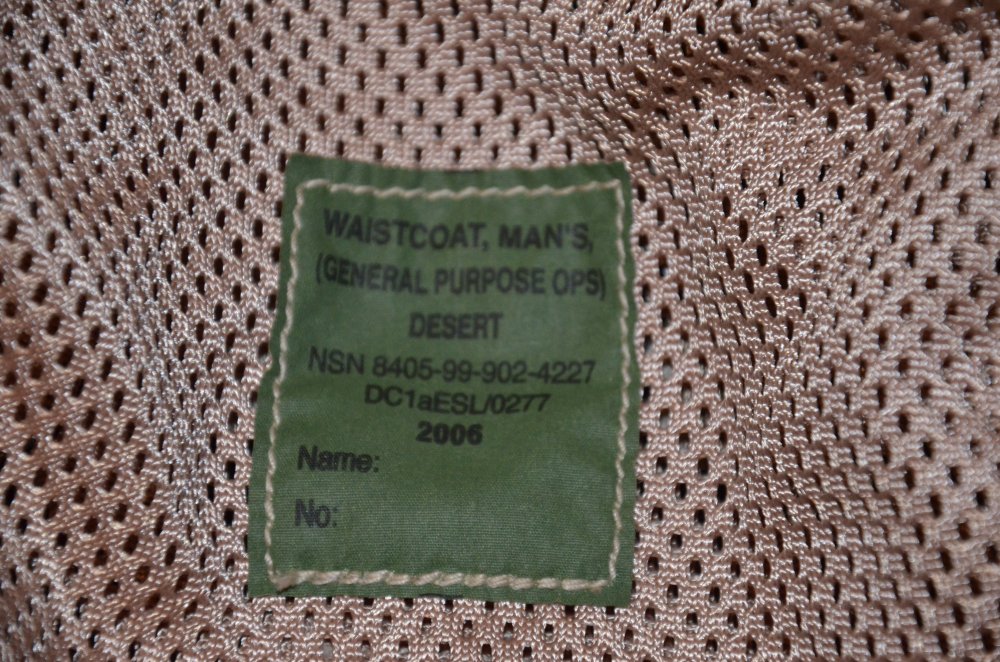 WAISTCOAT, MAN'S,
(GENERAL PURPOSE OPS)
DESERT
NSN 8405-99-902-4227
DC1aESL/0277
2006
Name:
No: